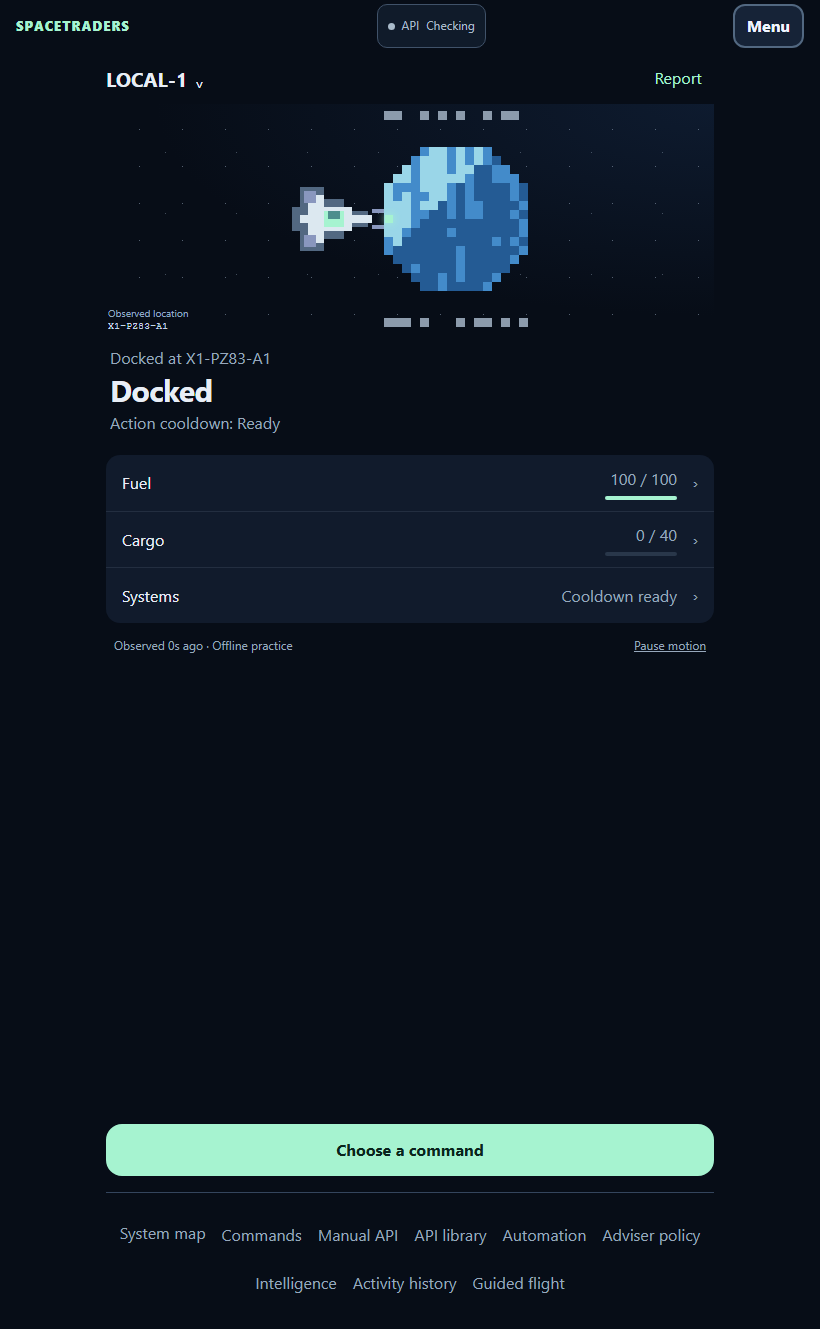 SPACETRADERS
API Checking
Menu
LOCAL-1 v
Report
Observed location
X1-PZ83-A1
Docked at X1-PZ83-A1
Docked
Action cooldown: Ready
Fuel 100 / 100 ›
Cargo 0 / 40 ›
Systems Cooldown ready ›
Observed 0s ago · Offline practice
Pause motion
Choose a command
System map Commands Manual API API library Automation Adviser policy
Intelligence Activity history Guided flight